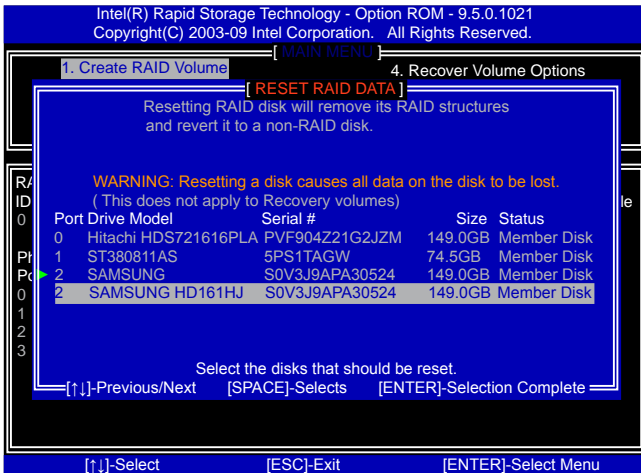 Intel(R) Rapid Storage Technology - Option ROM - 9.5.0.1021
Copyright(C) 2003-09 Intel Corporation. All Rights Reserved.
[ MAIN MENU ]
1. Create RAID Volume 4. Recover Volume Options
[ RESET RAID DATA ]
Resetting RAID disk will remove its RAID structures
and revert it to a non-RAID disk.
WARNING: Resetting a disk causes all data on the disk to be lost.
( This does not apply to Recovery volumes)
ID
0
Port Drive Model Serial # Size Status
0 Hitachi HDS721616PLA PVF904Z21G2JZM 149.0GB Member Disk
1 ST380811AS 5PS1TAGW 74.5GB Member Disk
2 SAMSUNG S0V3J9APA30524 149.0GB Member Disk
2 SAMSUNG HD161HJ S0V3J9APA30524 149.0GB Member Disk
0
1
2
3
Select the disks that should be reset.
[↑↓]-Previous/Next [SPACE]-Selects [ENTER]-Selection Complete
[↑↓]-Select [ESC]-Exit [ENTER]-Select Menu